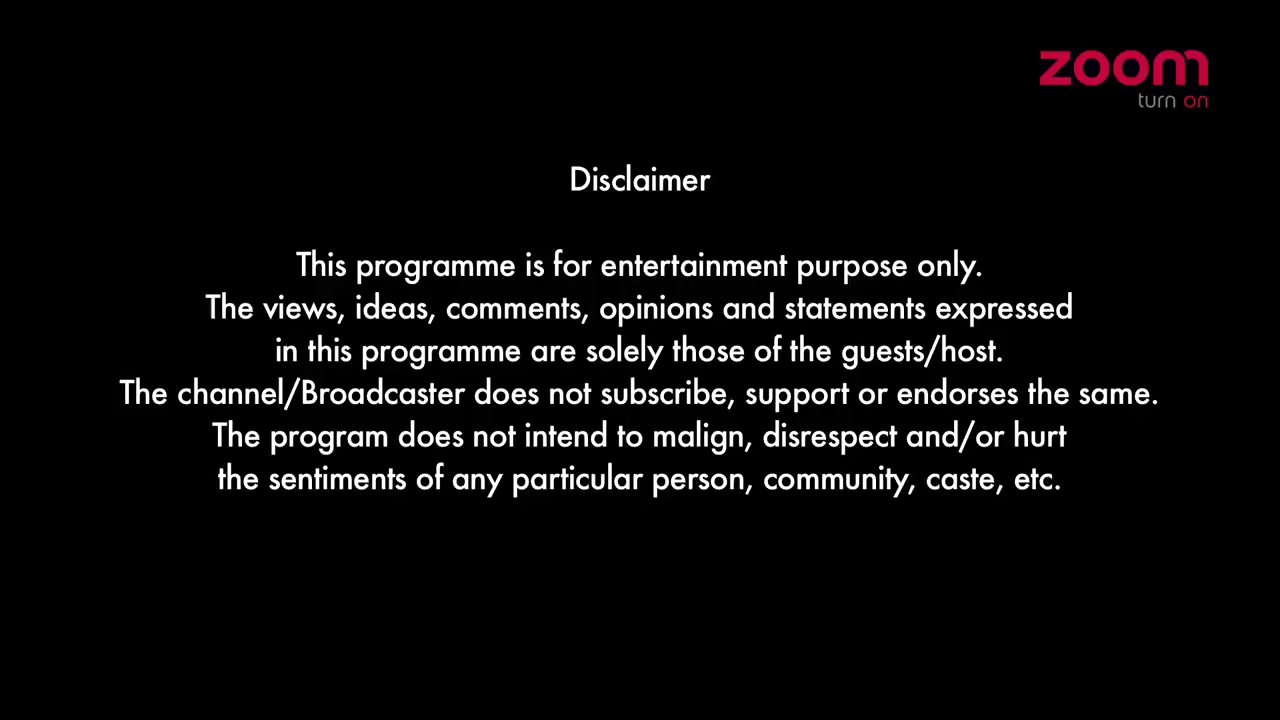 zoom
turn on
Disclaimer
This programme is for entertainment purpose only.
The views, ideas, comments, opinions and statements expressed
in this programme are solely those of the guests/host.
The channel/Broadcaster does not subscribe, support or endorses the same.
The program does not intend to malign, disrespect and/or hurt
the sentiments of any particular person, community, caste, etc.